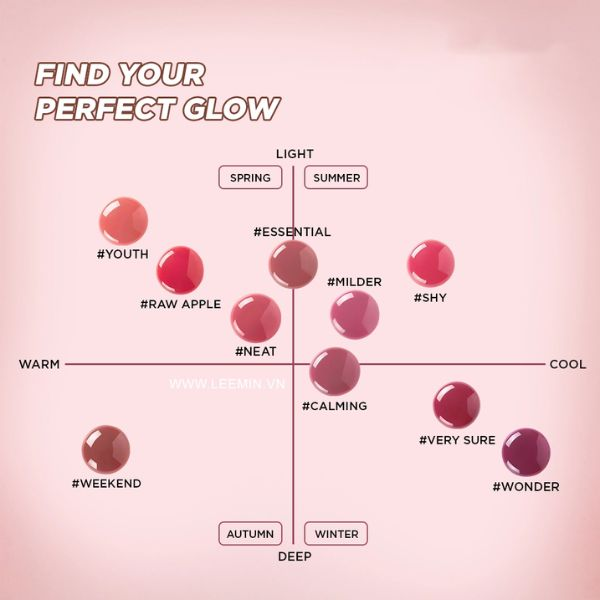 FIND YOUR
PERFECT GLOW
LIGHT
SPRING
SUMMER
#ESSENTIAL
#YOUTH
#MILDER
#SHY
#RAW APPLE
#NEAT
WARM
COOL
WWW.LEEMIN.VN
#CALMING
#VERY SURE
#WEEKEND
#WONDER
AUTUMN
WINTER
DEEP